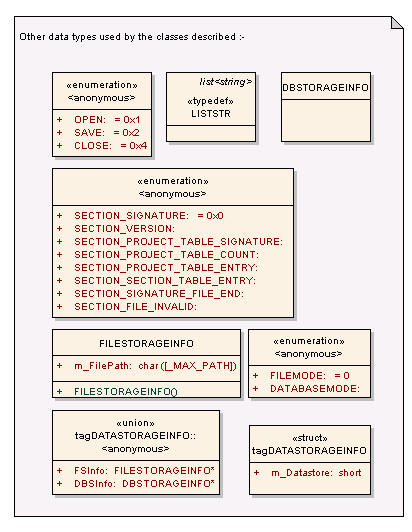 Other data types used by the classes described :-
«enumeration»
<anonymous>
+ OPEN: = 0x1
+ SAVE: = 0x2
+ CLOSE: = 0x4
list<string>
«typedef»
LISTSTR
DBSTORAGEINFO
«enumeration»
<anonymous>
+ SECTION_SIGNATURE: = 0x0
+ SECTION_VERSION:
+ SECTION_PROJECT_TABLE_SIGNATURE:
+ SECTION_PROJECT_TABLE_COUNT:
+ SECTION_PROJECT_TABLE_ENTRY:
+ SECTION_SECTION_TABLE_ENTRY:
+ SECTION_SIGNATURE_FILE_END:
+ SECTION_FILE_INVALID:
FILESTORAGEINFO
+ m_FilePath: char ([_MAX_PATH])
+ FILESTORAGEINFO()
«enumeration»
<anonymous>
+ FILEMODE: = 0
+ DATABASEMODE:
«union»
tagDATASTORAGEINFO::
<anonymous>
+ FSInfo: FILESTORAGEINFO*
+ DBSInfo: DBSTORAGEINFO*
«struct»
tagDATASTORAGEINFO
+ m_Datastore: short